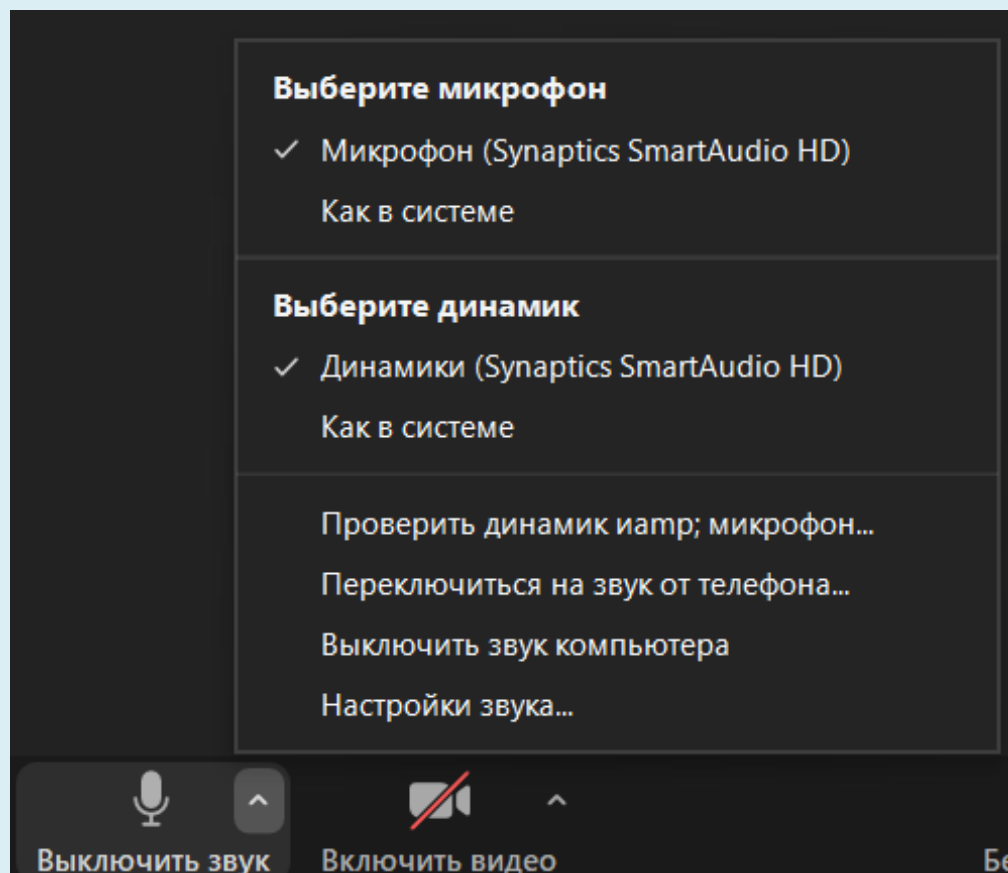 Выберите микрофон
Микрофон (Synaptics SmartAudio HD)
Как в системе
Выберите динамик
Динамики (Synaptics SmartAudio HD)
Как в системе
Проверить динамик иamp; микрофон...
Переключиться на звук от телефона...
Выключить звук компьютера
Настройки звука...
Выключить звук
Включить видео